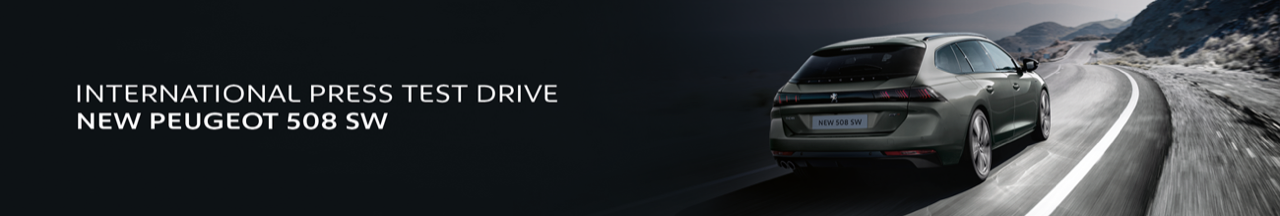 INTERNATIONAL PRESS TEST DRIVE
NEW PEUGEOT 508 SW
NEW 508 SW